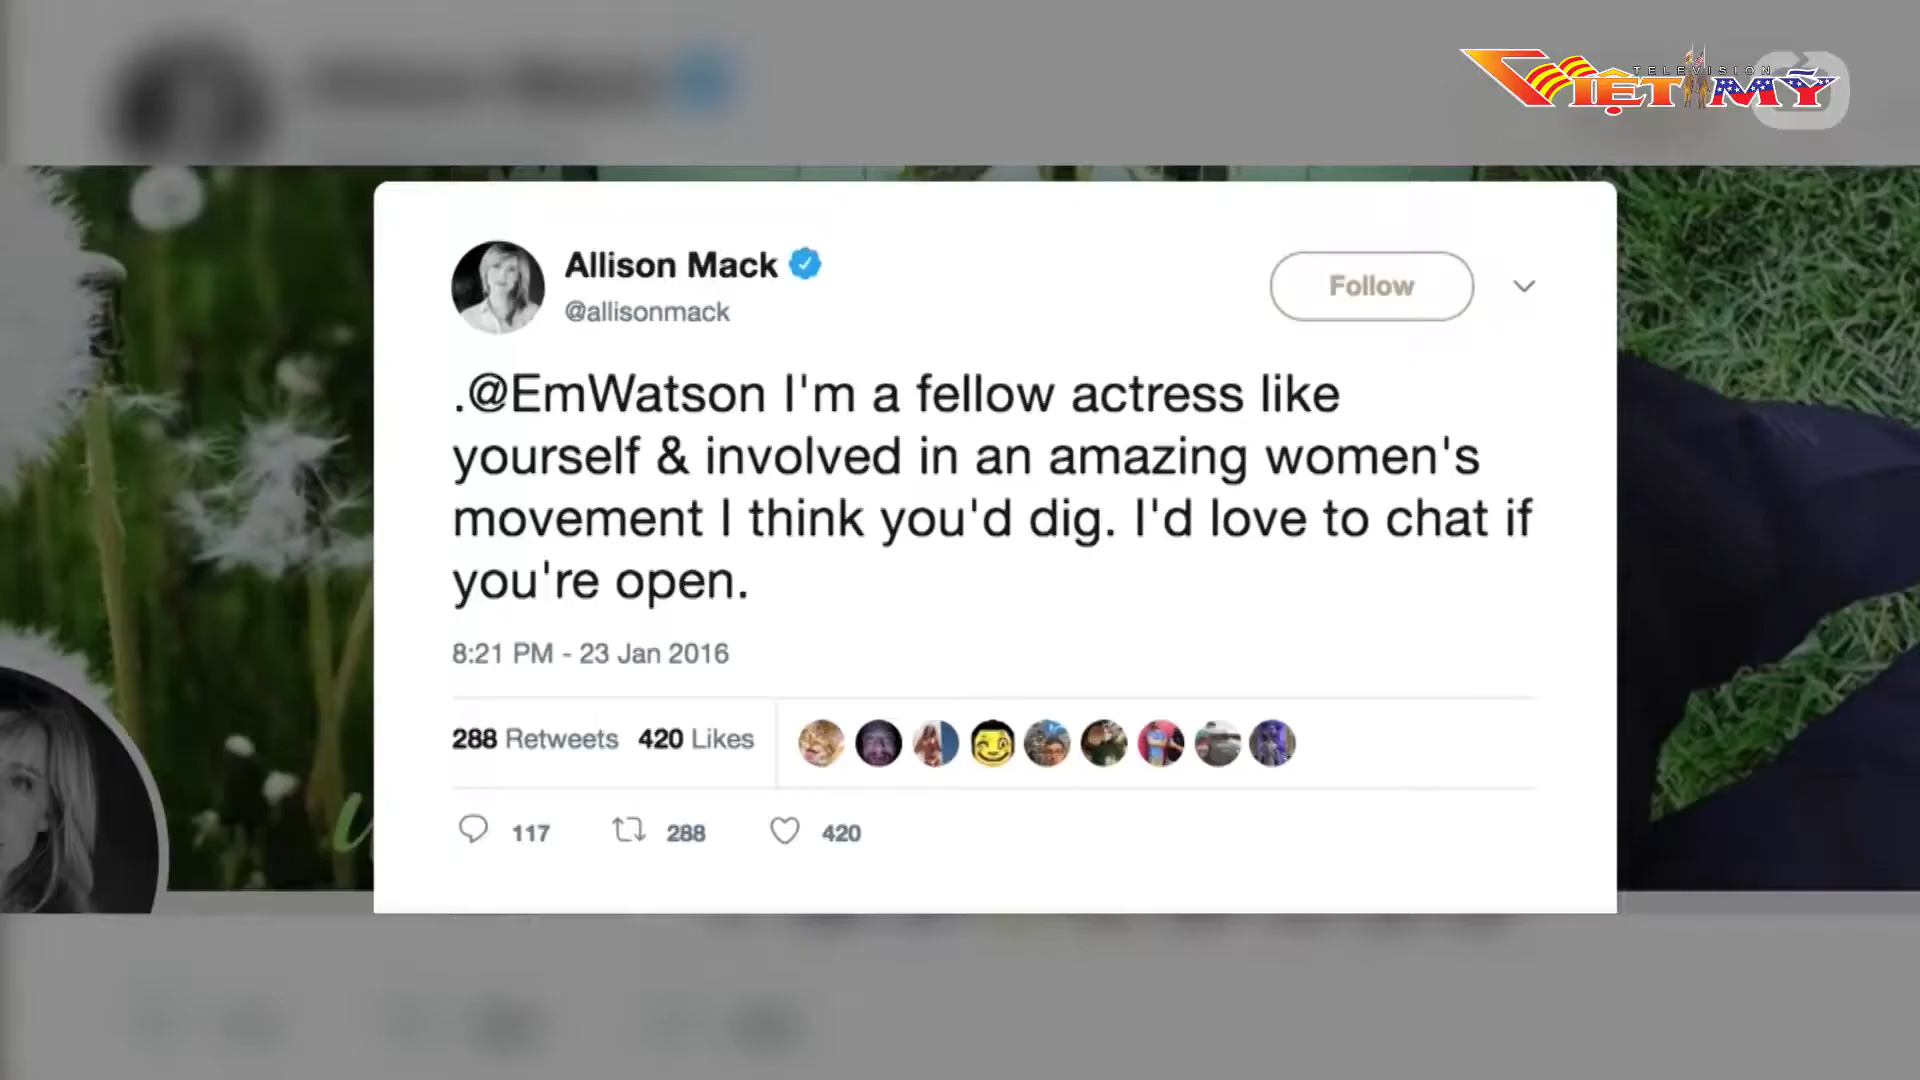 TELEVISION
VIỆT MỸ
Allison Mack
@allisonmack
Follow
.@EmWatson I'm a fellow actress like
yourself & involved in an amazing women's
movement I think you'd dig. I'd love to chat if
you're open.
8:21 PM - 23 Jan 2016
288 Retweets 420 Likes
117 288 420